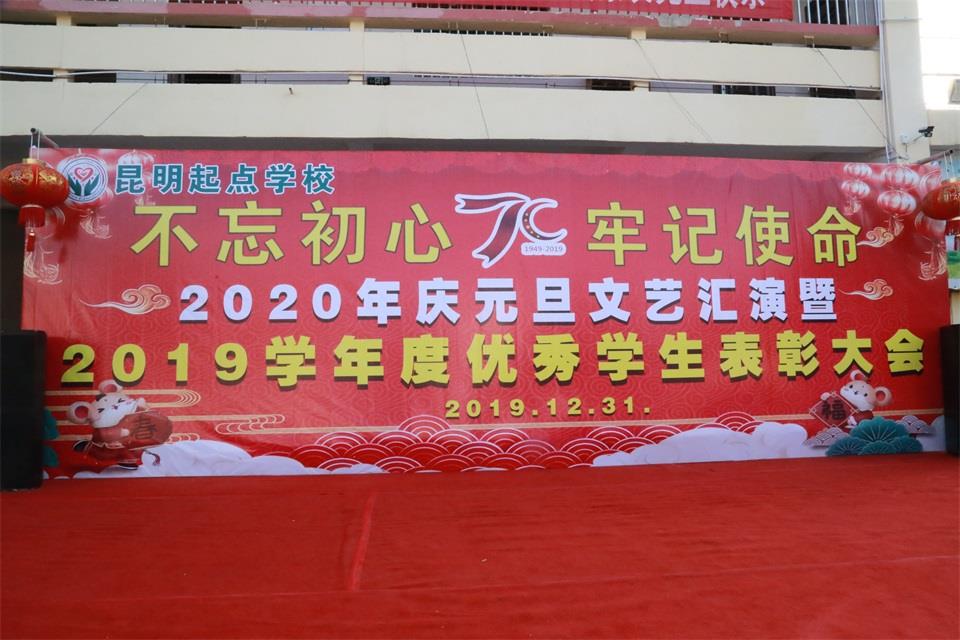 昆明起点学校
不忘初心 70 牢记使命
1949-2019
2020年庆元旦文艺汇演暨
2019学年度优秀学生表彰大会
2019.12.31.
春
福